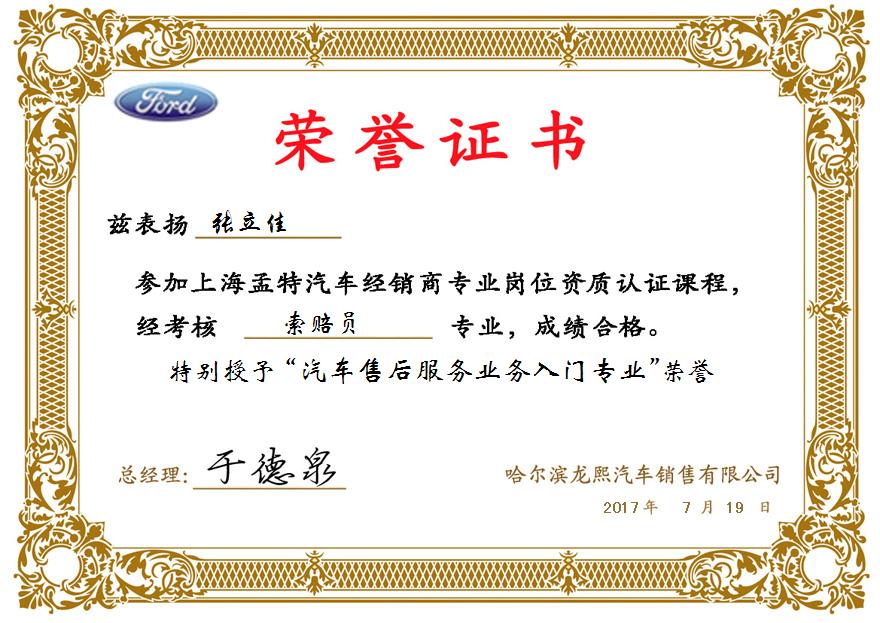 Ford
荣誉证书
兹表扬 张立佳
参加上海孟特汽车经销商专业岗位资质认证课程，
经考核 索赔员 专业，成绩合格。
特别授予“汽车售后服务业务入门专业”荣誉
总经理: 于德泉
哈尔滨龙熙汽车销售有限公司
2017年 7 月 19 日